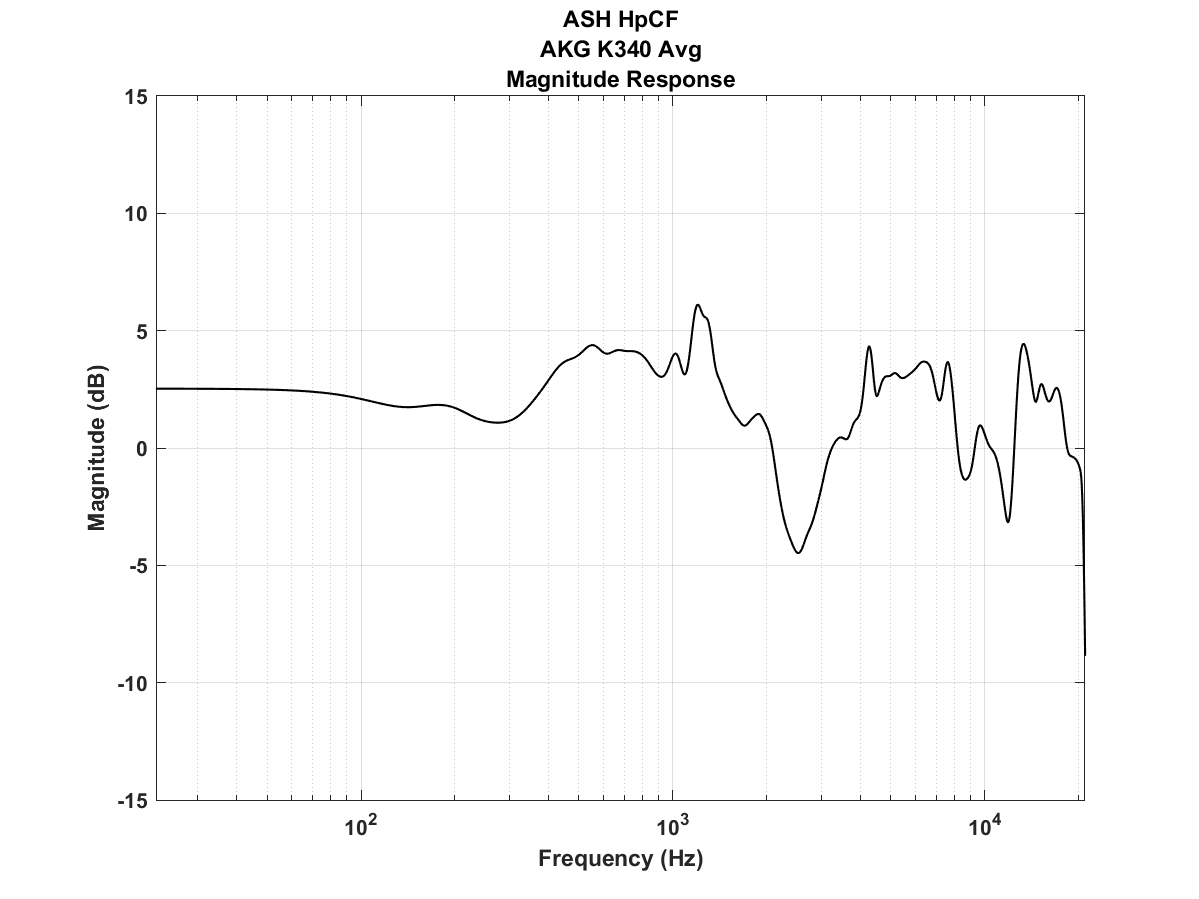 ASH HpCF
AKG K340 Avg
Magnitude Response
15
10
5
0
-5
-10
-15
Magnitude (dB)
10²
10³
10⁴
Frequency (Hz)